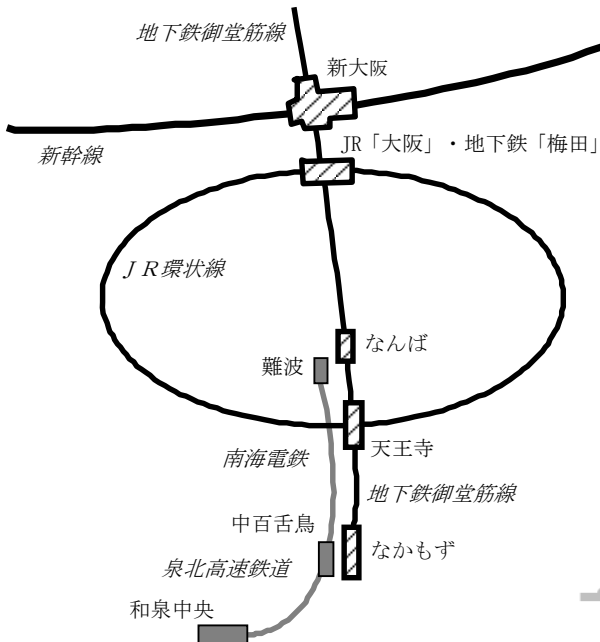 地下鉄御堂筋線
新大阪
新幹線
JR「大阪」・地下鉄「梅田」
ＪＲ環状線
なんば
難波
天王寺
南海電鉄
地下鉄御堂筋線
中百舌鳥
なかもず
泉北高速鉄道
和泉中央